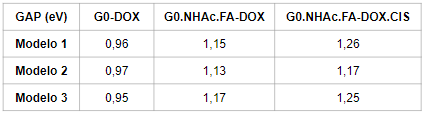 GAP (eV) G0-DOX G0.NHAc.FA-DOX G0.NHAc.FA-DOX.CIS
Modelo 1 0,96 1,15 1,26
Modelo 2 0,97 1,13 1,17
Modelo 3 0,95 1,17 1,25